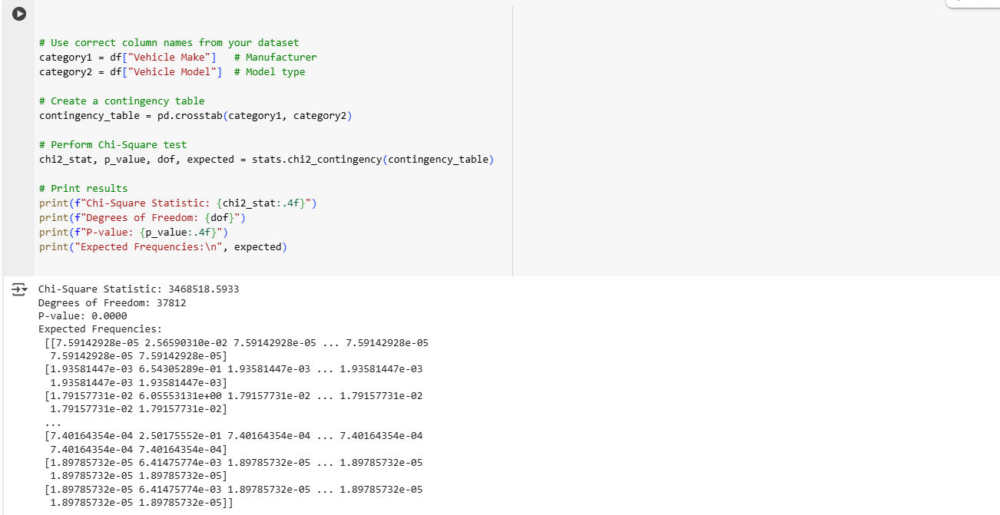 # Use correct column names from your dataset
category1 = df["Vehicle Make"]   # Manufacturer
category2 = df["Vehicle Model"]  # Model type
# Create a contingency table
contingency_table = pd.crosstab(category1, category2)
# Perform Chi-Square test
chi2_stat, p_value, dof, expected = stats.chi2_contingency(contingency_table)
# Print results
print(f"Chi-Square Statistic: {chi2_stat:.4f}")
print(f"Degrees of Freedom: {dof}")
print(f"P-value: {p_value:.4f}")
print("Expected Frequencies:\n", expected)
Chi-Square Statistic: 3468518.5933
Degrees of Freedom: 37812
P-value: 0.0000
Expected Frequencies:
[[7.59142928e-05 2.56590310e-02 7.59142928e-05 ... 7.59142928e-05
7.59142928e-05 7.59142928e-05]
[1.93581447e-03 6.54305289e-01 1.93581447e-03 ... 1.93581447e-03
1.93581447e-03 1.93581447e-03]
[1.79157731e-02 6.05553131e+00 1.79157731e-02 ... 1.79157731e-02
1.79157731e-02 1.79157731e-02]
...
[7.40164354e-04 2.50175552e-01 7.40164354e-04 ... 7.40164354e-04
7.40164354e-04 7.40164354e-04]
[1.89785732e-05 6.41475774e-03 1.89785732e-05 ... 1.89785732e-05
1.89785732e-05 1.89785732e-05]
[1.89785732e-05 6.41475774e-03 1.89785732e-05 ... 1.89785732e-05
1.89785732e-05 1.89785732e-05]]